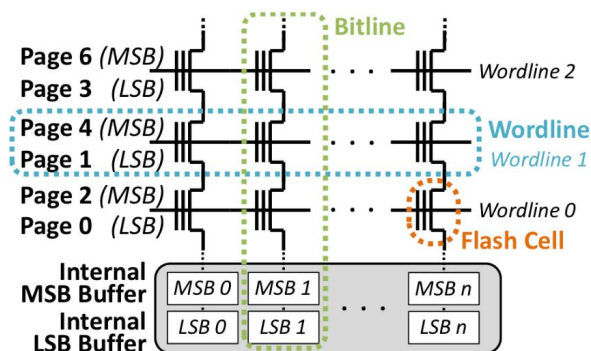 Bitline
Page 6 (MSB)
Page 3 (LSB)
Wordline 2
Page 4 (MSB)
Page 1 (LSB)
Wordline
Wordline 1
Page 2 (MSB)
Page 0 (LSB)
Wordline 0
Flash Cell
Internal
MSB Buffer
MSB 0 MSB 1 . . . MSB n
Internal
LSB Buffer
LSB 0 LSB 1 LSB n